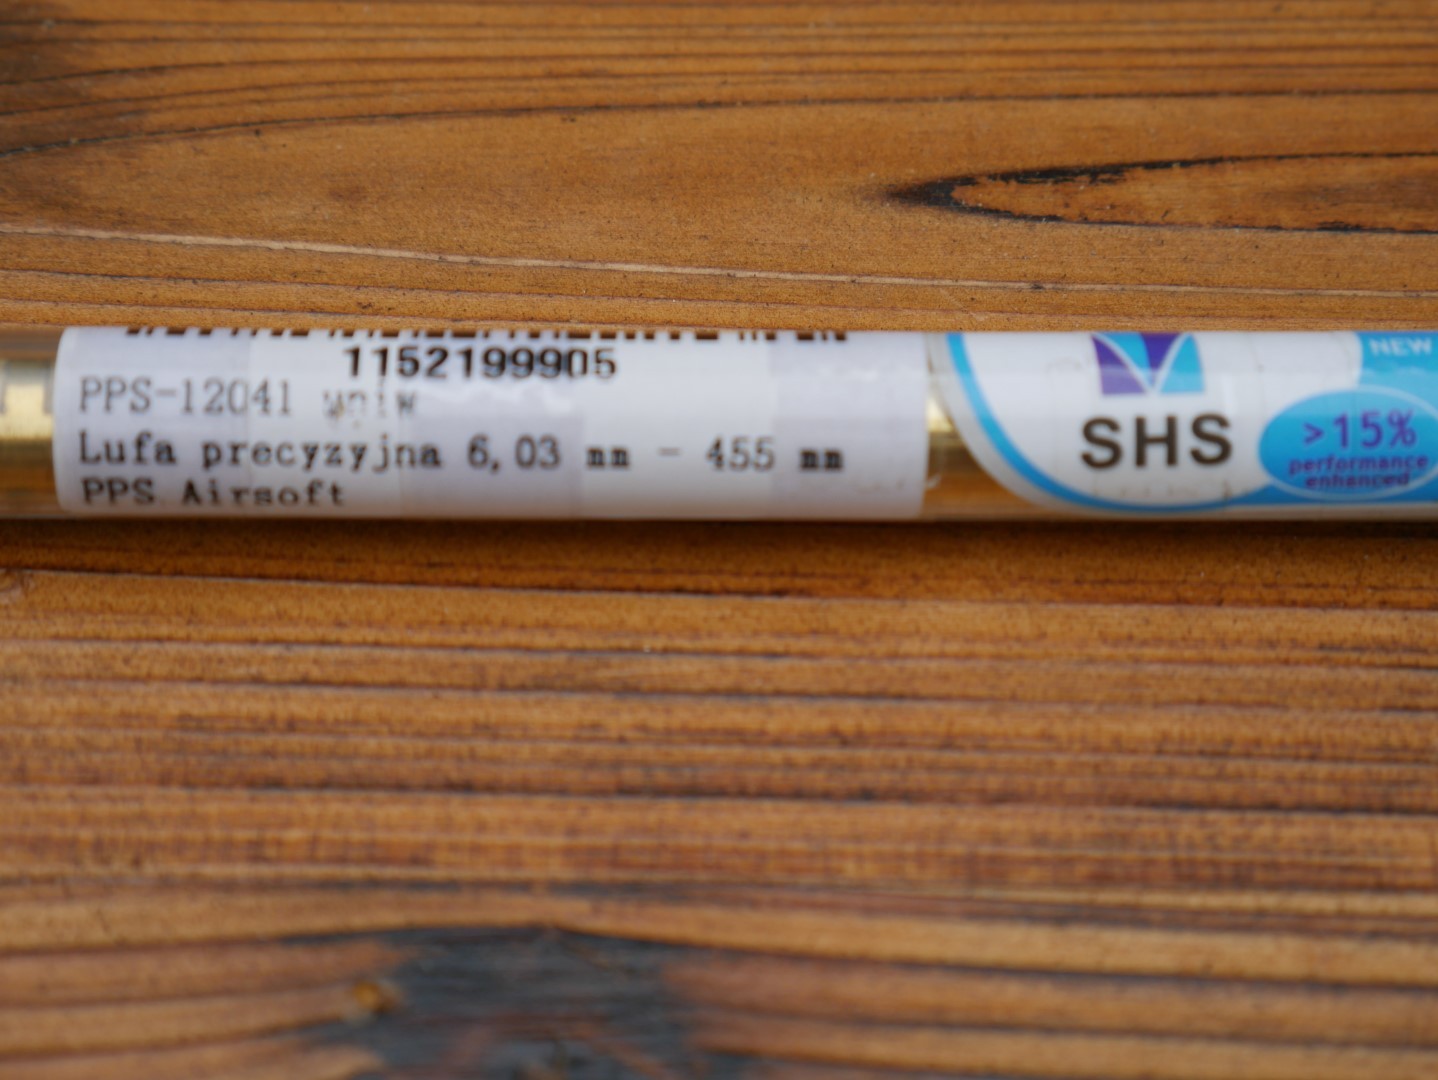 1152199905
PPS-12041
Lufa precyzyjna 6,03 mm - 455 mm
PPS Airsoft
SHS
NEW
>15%
performance
enhanced